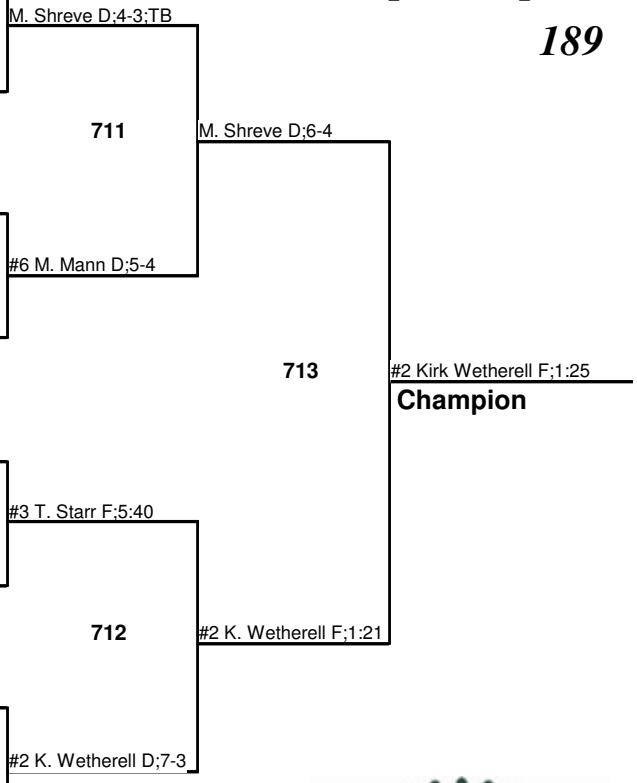 M. Shreve D;4-3;TB
189
711
M. Shreve D;6-4
#6 M. Mann D;5-4
713
#2 Kirk Wetherell F;1:25
Champion
#3 T. Starr F;5:40
712
#2 K. Wetherell F;1:21
#2 K. Wetherell D;7-3